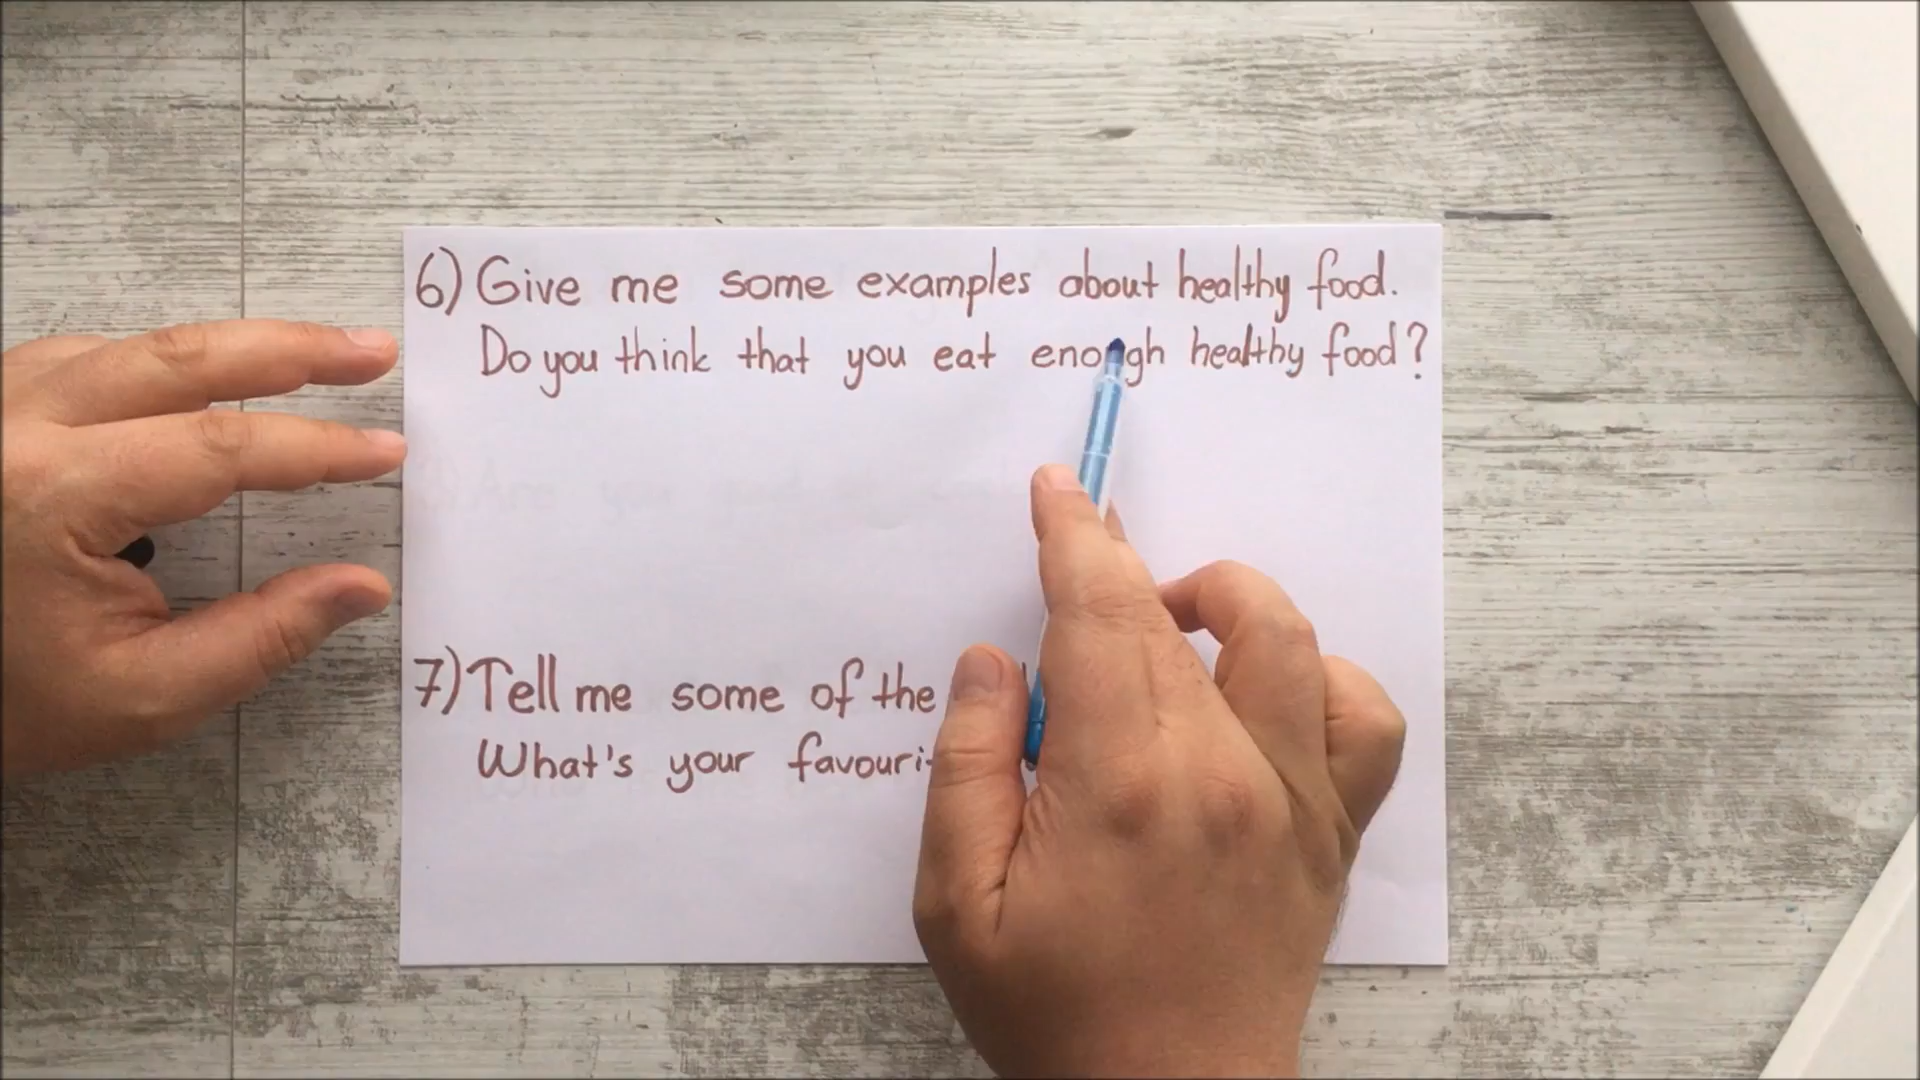 6) Give me some examples about healthy food.
Do you think that you eat enough healthy food?
7) Tell me some of the
What's your